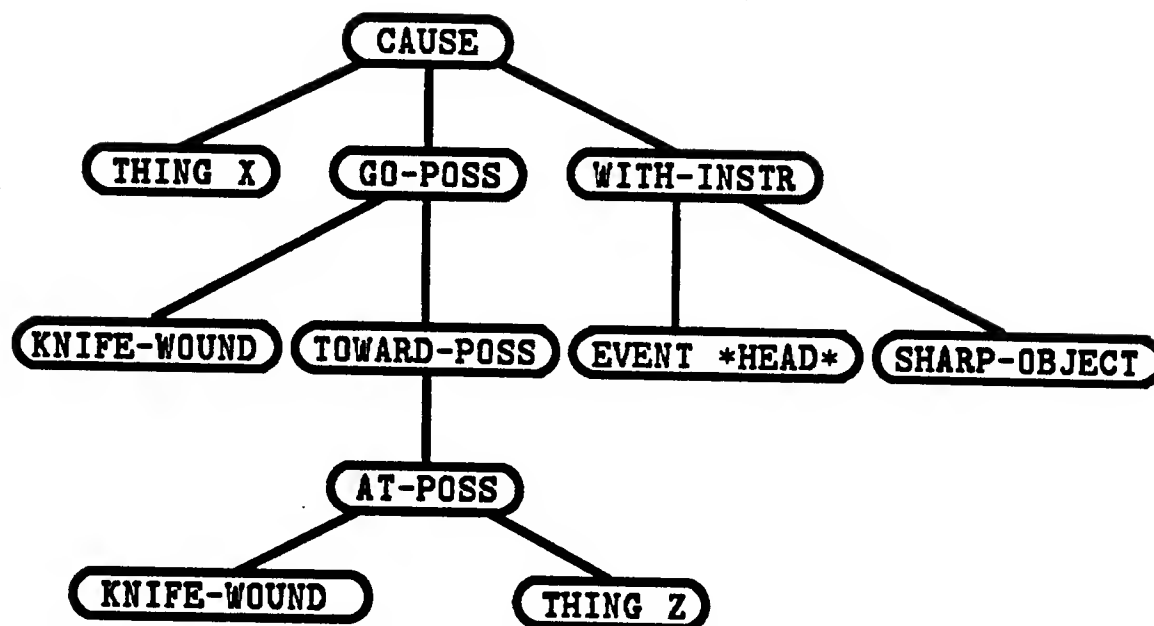 CAUSE
THING X
GO-POSS
WITH-INSTR
KNIFE-WOUND
TOWARD-POSS
EVENT *HEAD*
SHARP-OBJECT
AT-POSS
KNIFE-WOUND
THING Z